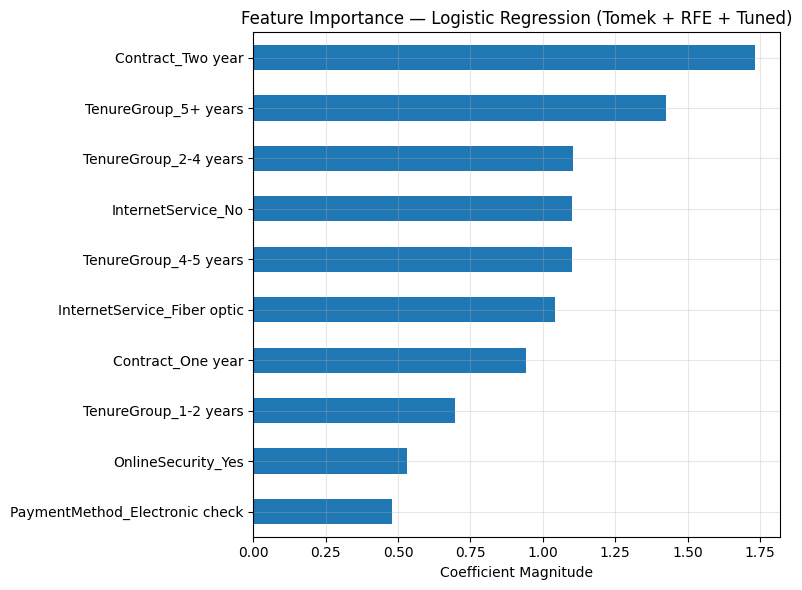 Feature Importance — Logistic Regression (Tomek + RFE + Tuned)
Contract_Two year
TenureGroup_5+ years
TenureGroup_2-4 years
InternetService_No
TenureGroup_4-5 years
InternetService_Fiber optic
Contract_One year
TenureGroup_1-2 years
OnlineSecurity_Yes
PaymentMethod_Electronic check
0.00 0.25 0.50 0.75 1.00 1.25 1.50 1.75
Coefficient Magnitude